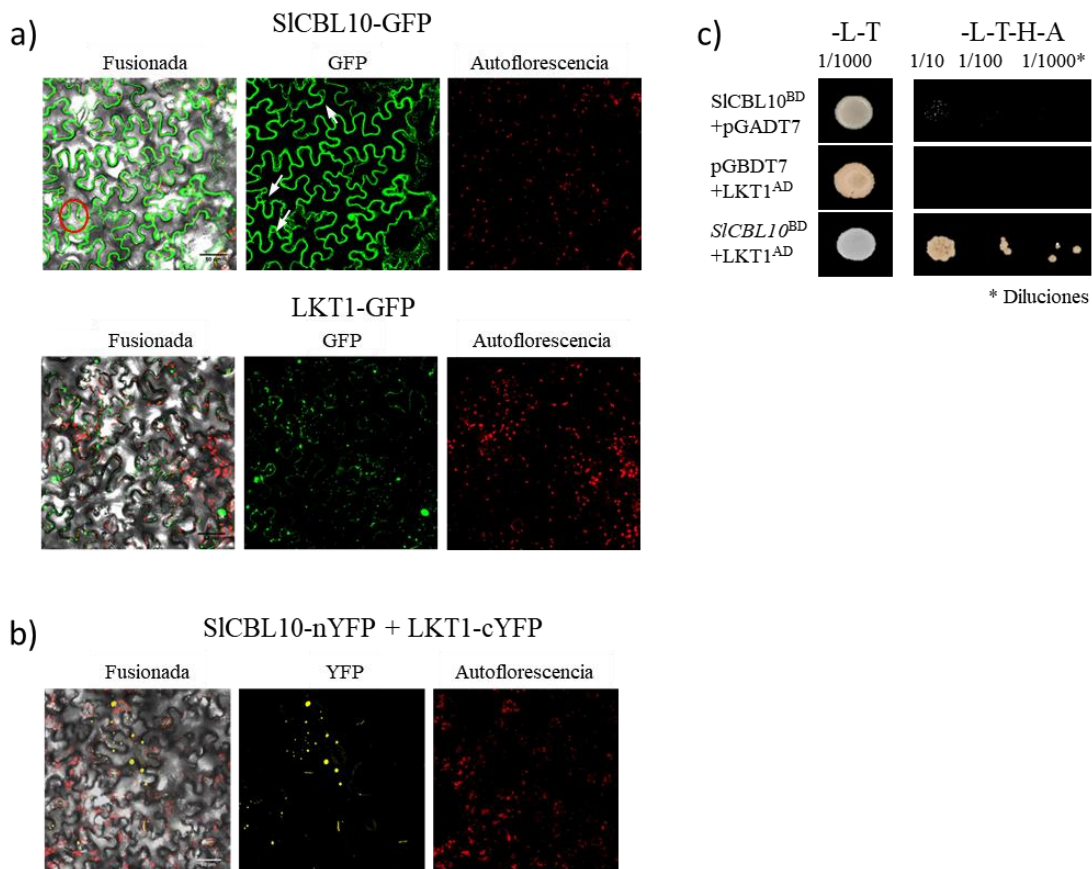 a)
SlCBL10-GFP
Fusionada GFP Autoflorescencia
LKT1-GFP
Fusionada GFP Autoflorescencia
b)
SlCBL10-nYFP + LKT1-cYFP
Fusionada YFP Autoflorescencia
c)
-L-T -L-T-H-A
1/1000 1/10 1/100 1/1000*
SlCBL10BD
+pGADT7
pGBDT7
+LKT1AD
SlCBL10BD
+LKT1AD
* Diluciones